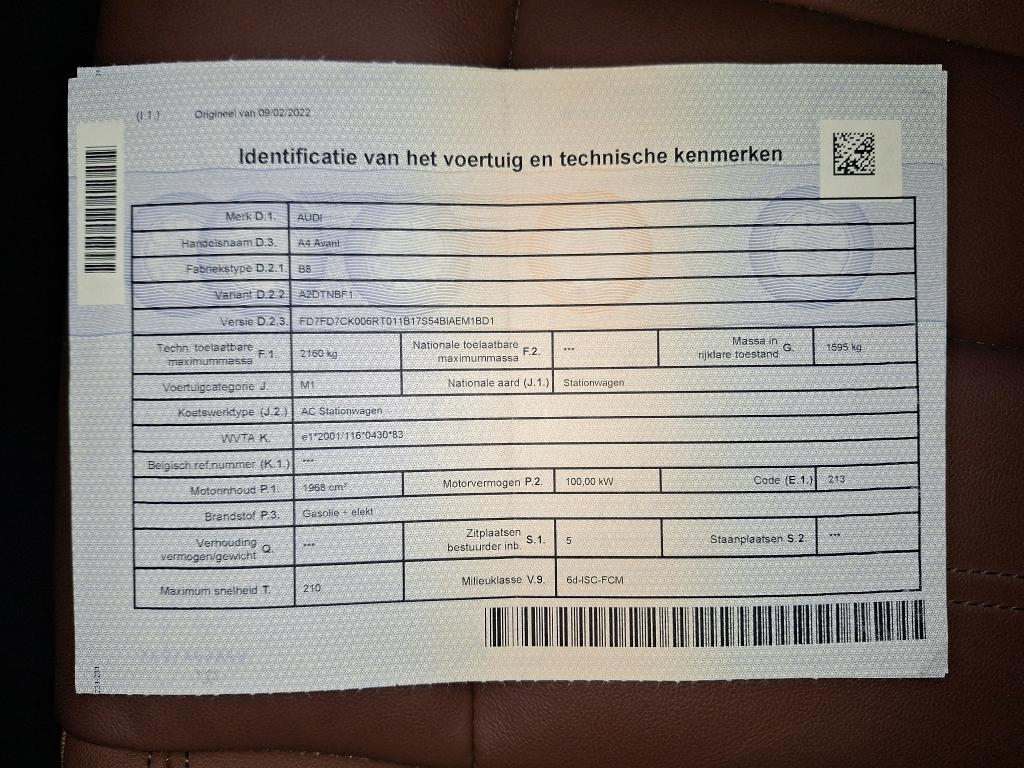 (I.1.) Origineel van 09/02/2022
Identificatie van het voertuig en technische kenmerken
Merk D.1. AUDI
Handelsnaam D.3. A4 Avant
Fabriekstype D.2.1. B8
Variant D.2.2. A2DTNBF1
Versie D.2.3. FD7FD7CK006RT011B17S54BIAEM1BD1
Techn. toelaatbare maximummassa F.1. 2160 kg Nationale toelaatbare maximummassa F.2. --- Massa in rijklare toestand G. 1595 kg
Voertuigcategorie J. M1 Nationale aard (J.1.) Stationwagen
Koetswerktype (J.2.) AC Stationwagen
WVTA K. e1*2001/116*0430*83
Belgisch ref.nummer (K.1.) ---
Motorinhoud P.1. 1968 cm³ Motorvermogen P.2. 100,00 kW Code (E.1.) 213
Brandstof P.3. Gasolie + elekt
Verhouding vermogen/gewicht Q. --- Zitplaatsen bestuurder inb. S.1. 5 Staanplaatsen S.2 ---
Maximum snelheid T. 210 Milieuklasse V.9. 6d-ISC-FCM